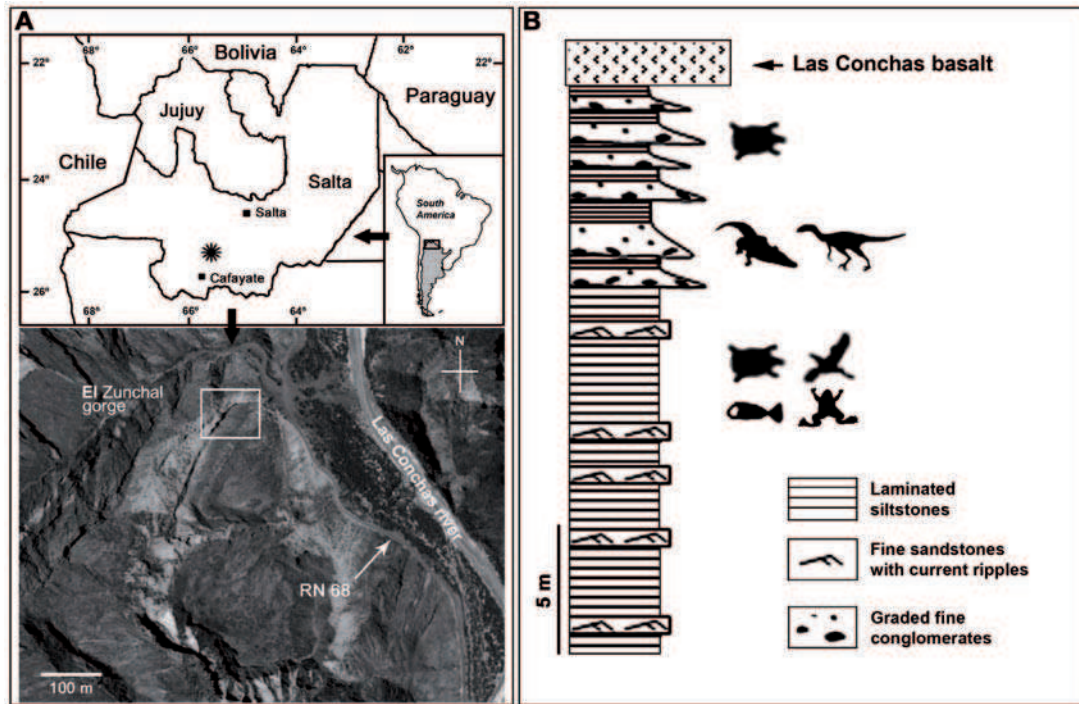 A
68°
66°
64°
62°
Bolivia
22°
22°
Paraguay
Jujuy
Chile
Salta
24°
24°
South
America
Salta
Cafayate
26°
26°
68°
66°
64°
N
El Zunchal
gorge
Las Conchas river
RN 68
100 m
B
Las Conchas basalt
5 m
Laminated
siltstones
Fine sandstones
with current ripples
Graded fine
conglomerates